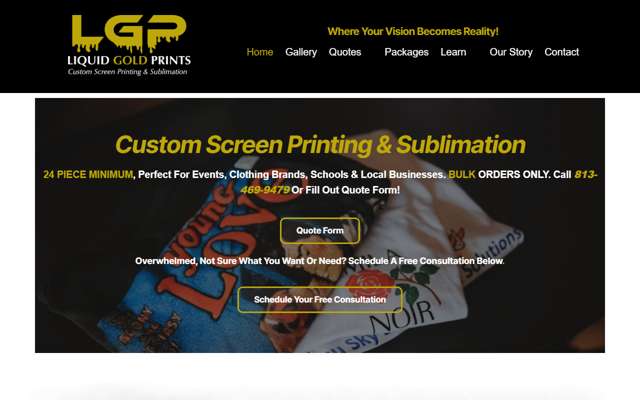 LGP
LIQUID GOLD PRINTS
Custom Screen Printing & Sublimation
Where Your Vision Becomes Reality!
Home Gallery Quotes Packages Learn Our Story Contact
Custom Screen Printing & Sublimation
24 PIECE MINIMUM, Perfect For Events, Clothing Brands, Schools & Local Businesses. BULK ORDERS ONLY. Call 813-
469-9479 Or Fill Out Quote Form!
Quote Form
Overwhelmed, Not Sure What You Want Or Need? Schedule A Free Consultation Below.
Schedule Your Free Consultation
young
LOVE
Solutions
NOIR
Sky